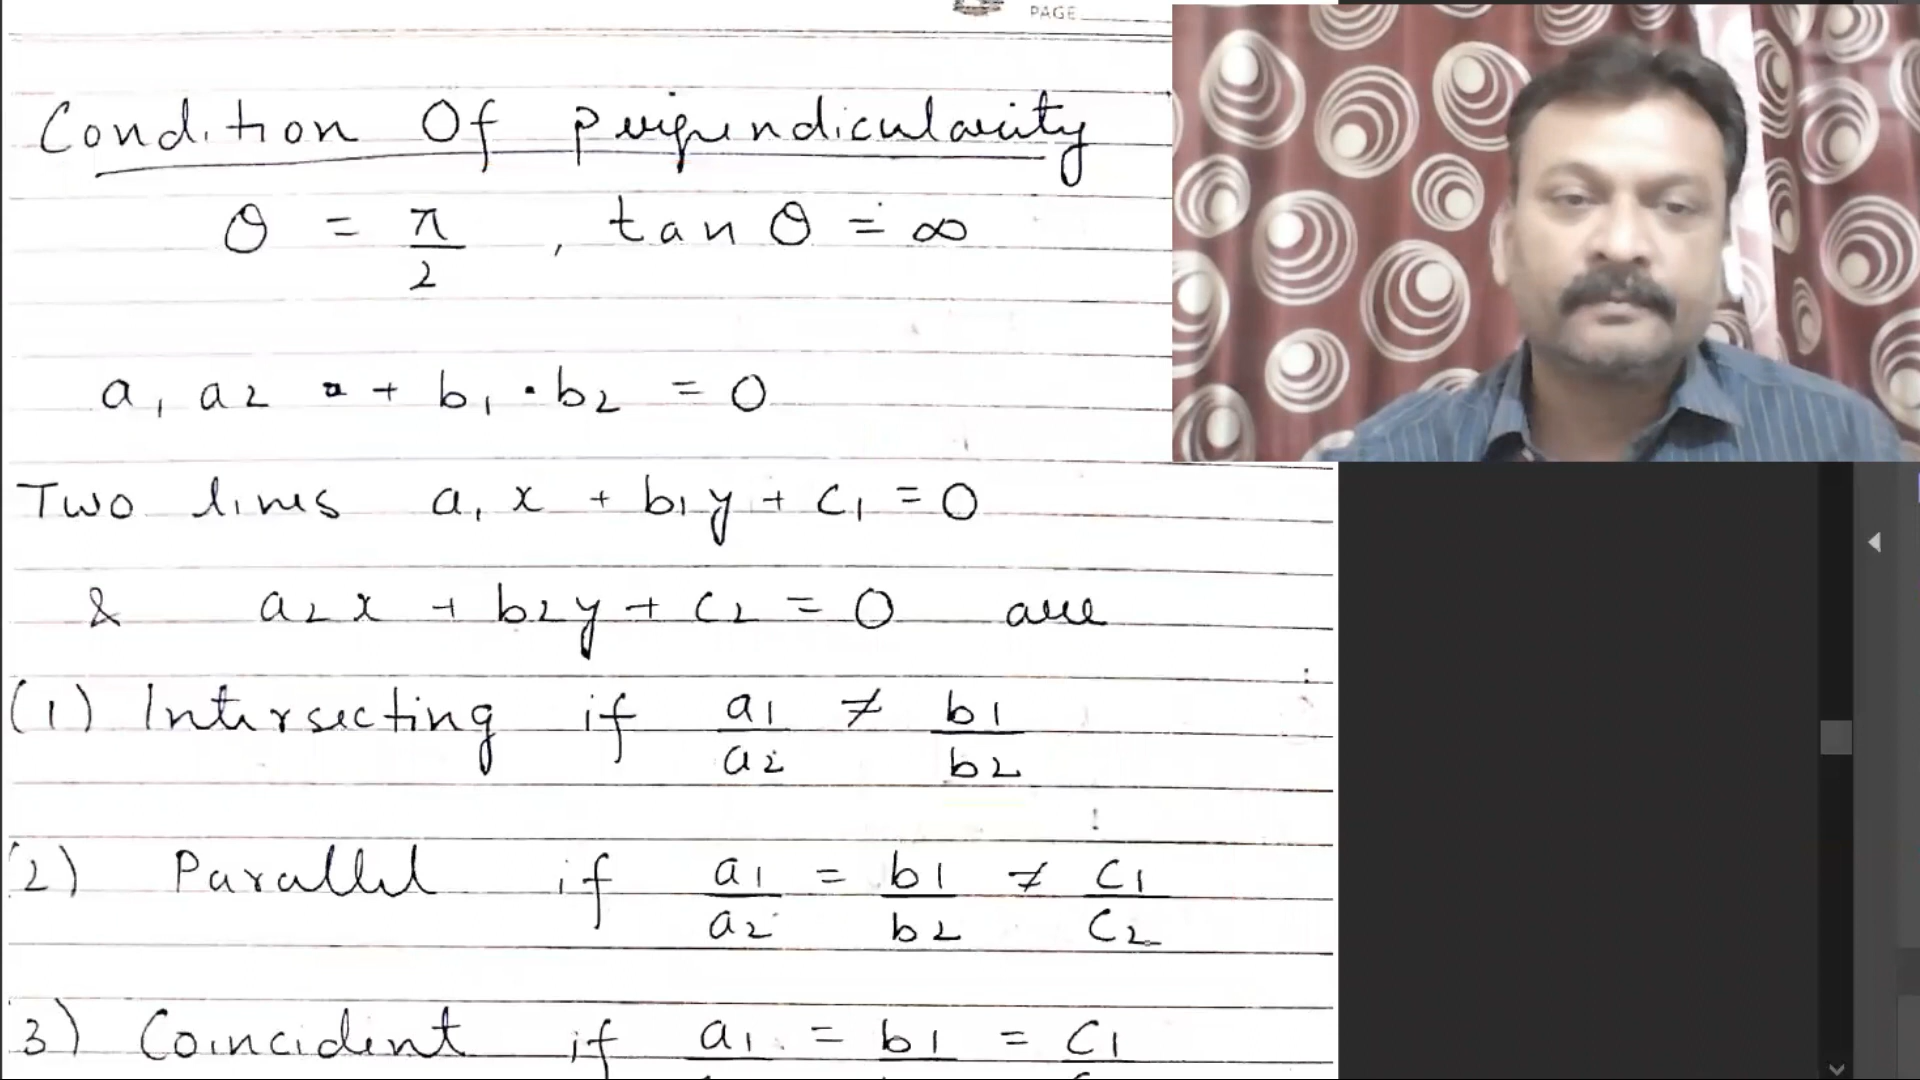 PAGE
Condition Of perpendicularity
θ = π/2 , tan θ = ∞
a1 a2 + b1 · b2 = 0
Two lines a1 x + b1y + c1 = 0
& a2x + b2y + c2 = 0 are
(1) Intersecting if a1/a2 ≠ b1/b2
2) Parallel if a1/a2 = b1/b2 ≠ c1/c2
3) Coincident if a1 = b1 = c1